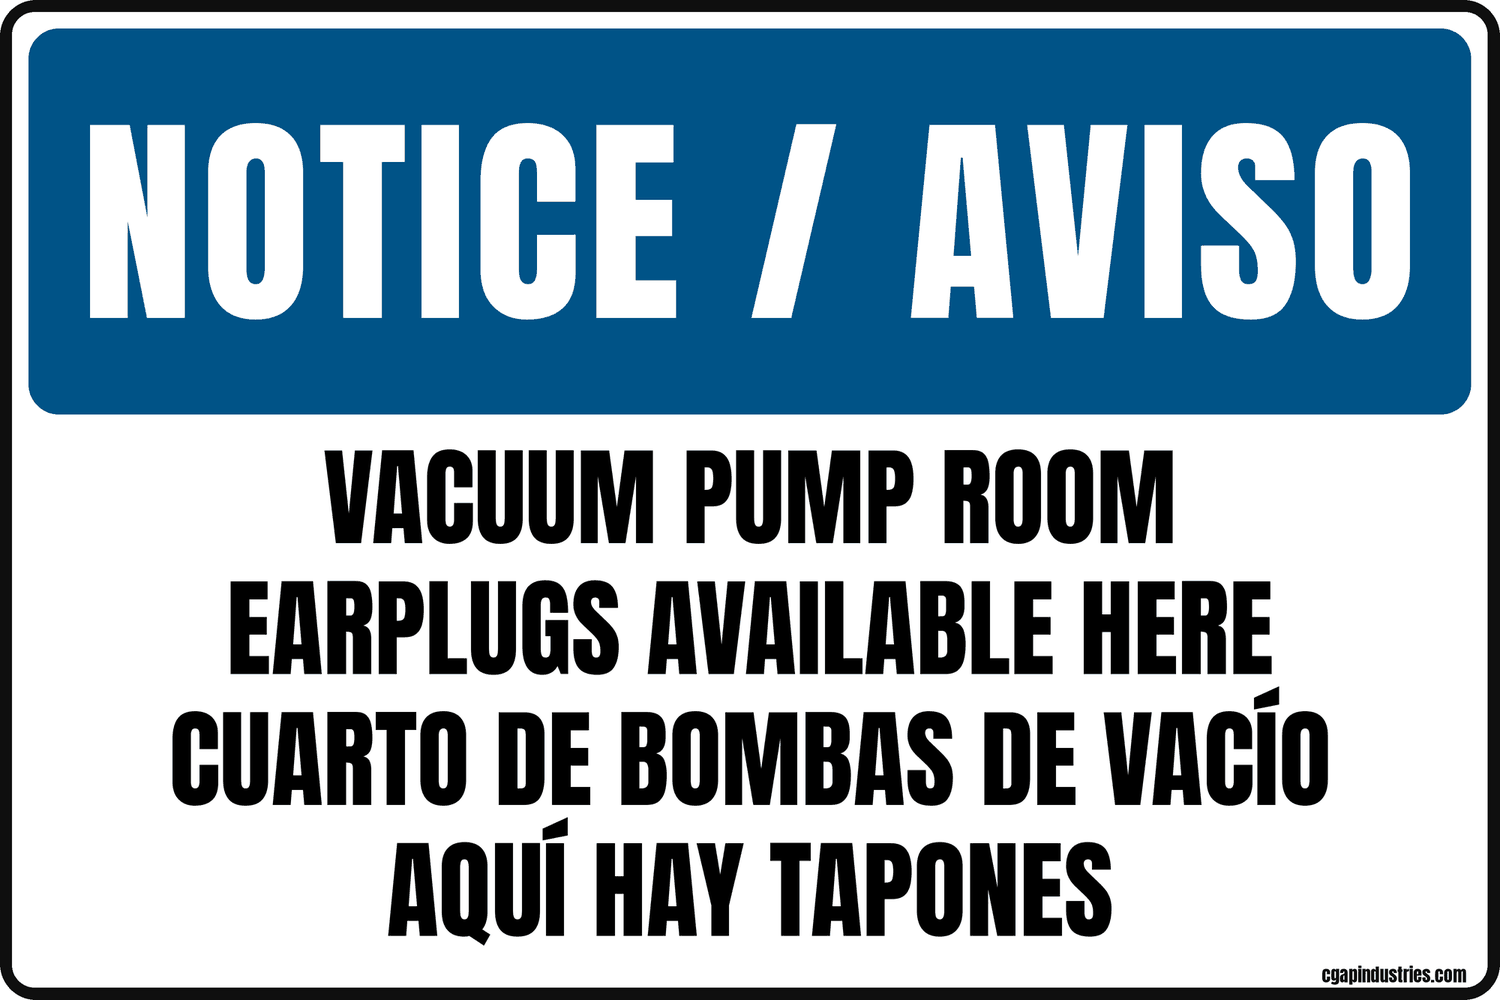 NOTICE / AVISO
VACUUM PUMP ROOM
EARPLUGS AVAILABLE HERE
CUARTO DE BOMBAS DE VACÍO
AQUÍ HAY TAPONES
cgapindustries.com